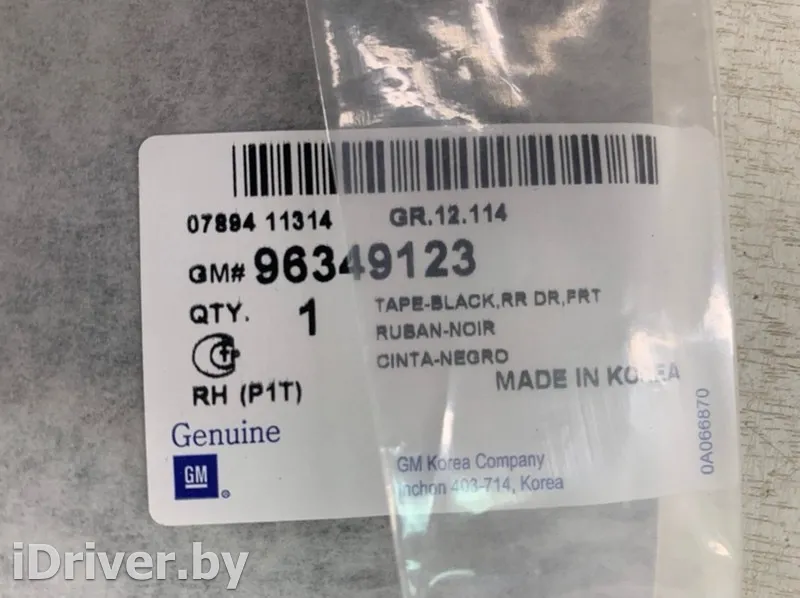 07894 11314 GR.12.114
GM# 96349123
QTY. 1 TAPE-BLACK,RR DR,FRT
RUBAN-NOIR
CINTA-NEGRO
MADE IN KOREA
RH (P1T)
Genuine
GM
GM Korea Company
Inchon 403-714, Korea
0A066870
iDriver.by